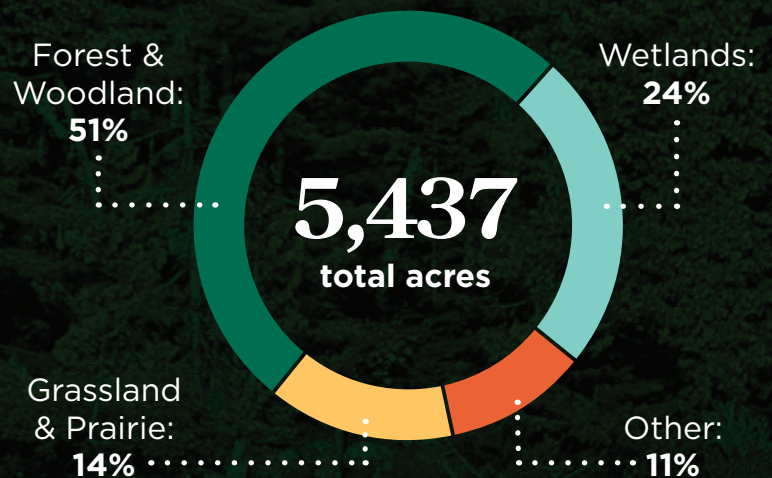 Forest &
Woodland:
51%
Wetlands:
24%
5,437
total acres
Grassland
& Prairie:
14%
Other:
11%